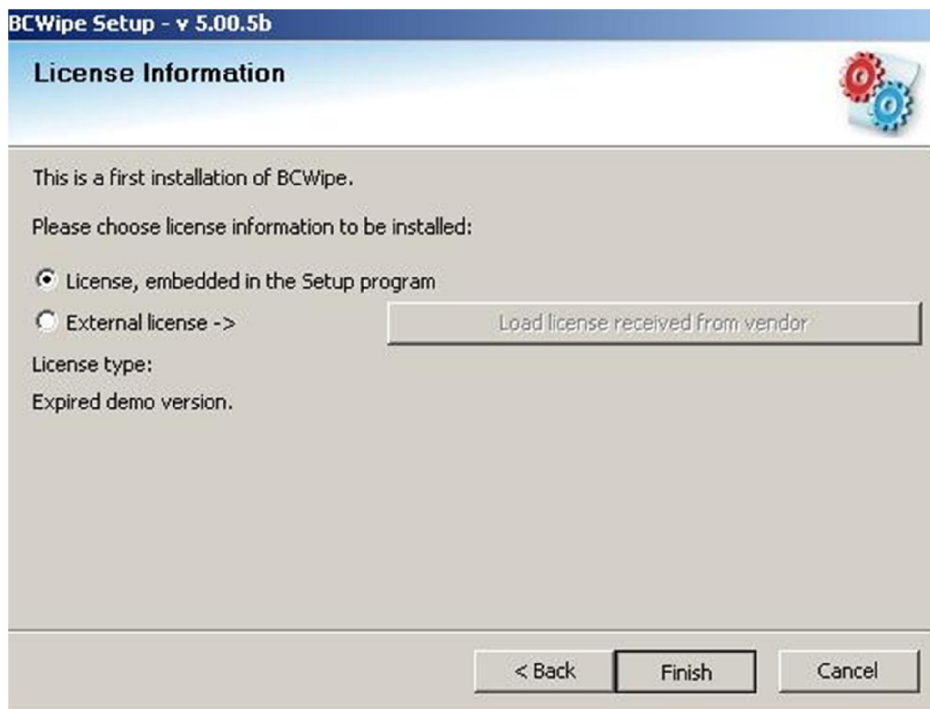 BCWipe Setup - v 5.00.5b
License Information
This is a first installation of BCWipe.
Please choose license information to be installed:
License, embedded in the Setup program
External license ->
Load license received from vendor
License type:
Expired demo version.
< Back
Finish
Cancel